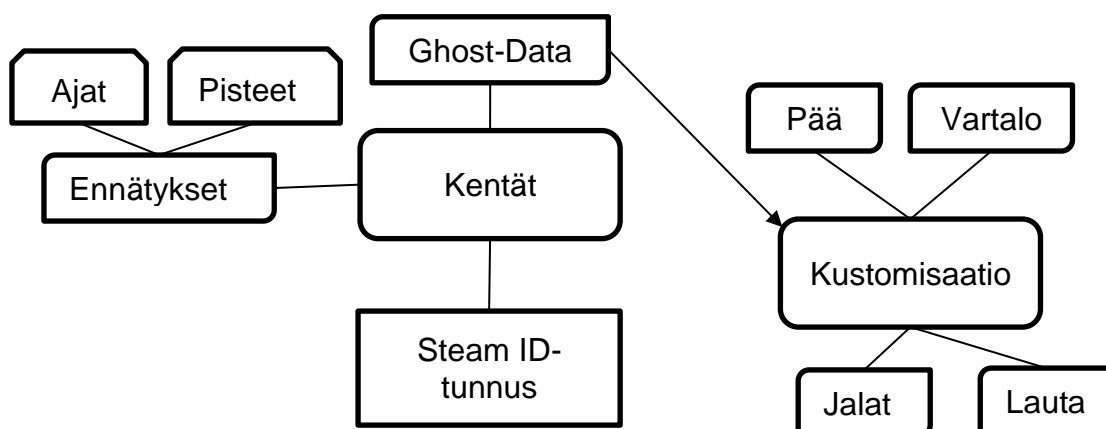 Ghost-Data
Ajat
Pisteet
Pää
Vartalo
Ennätykset
Kentät
Kustomisaatio
Steam ID-
tunnus
Jalat
Lauta